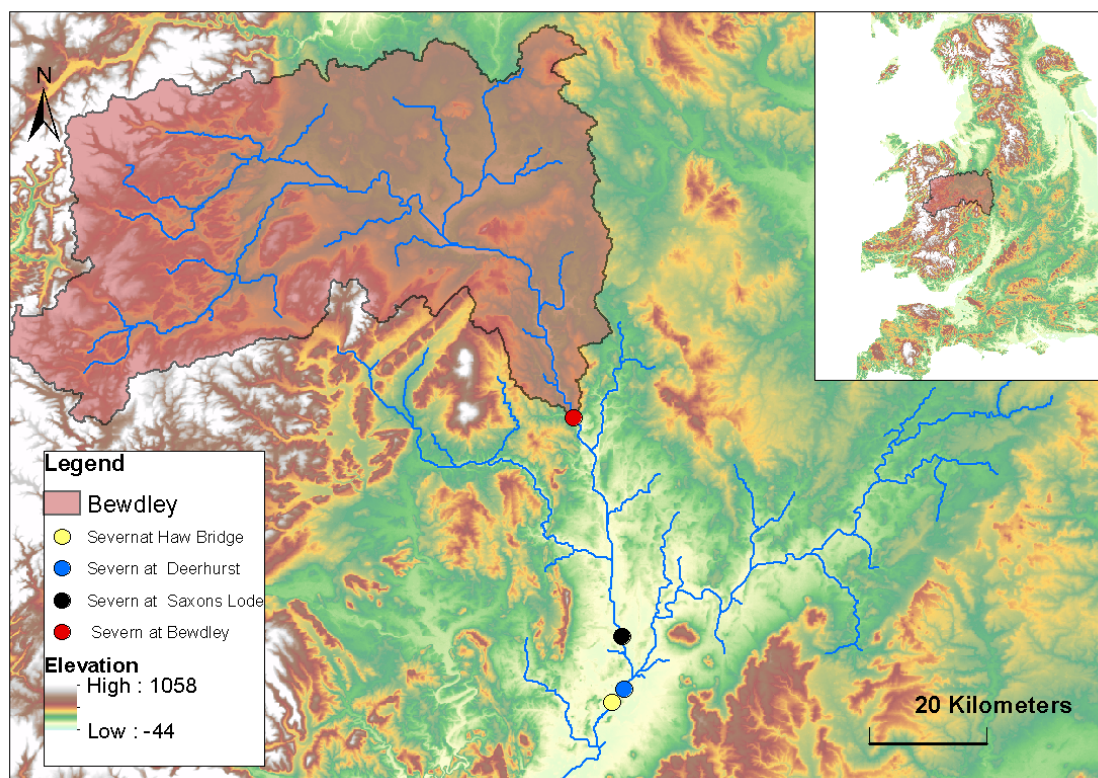 N
Legend
Bewdley
Severnat Haw Bridge
Severn at Deerhurst
Severn at Saxons Lode
Severn at Bewdley
Elevation
High : 1058
Low : -44
20 Kilometers